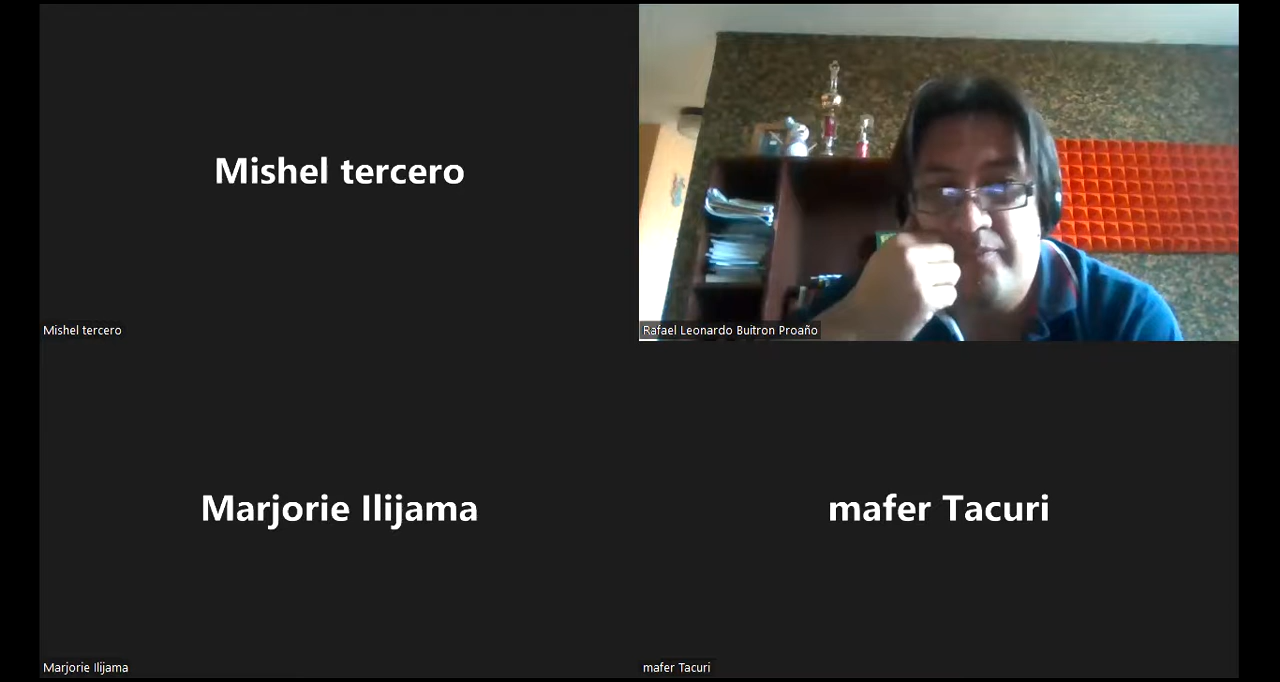 Mishel tercero
Mishel tercero
Rafael Leonardo Buitron Proaño
Marjorie Ilijama
mafer Tacuri
Marjorie Ilijama
mafer Tacuri